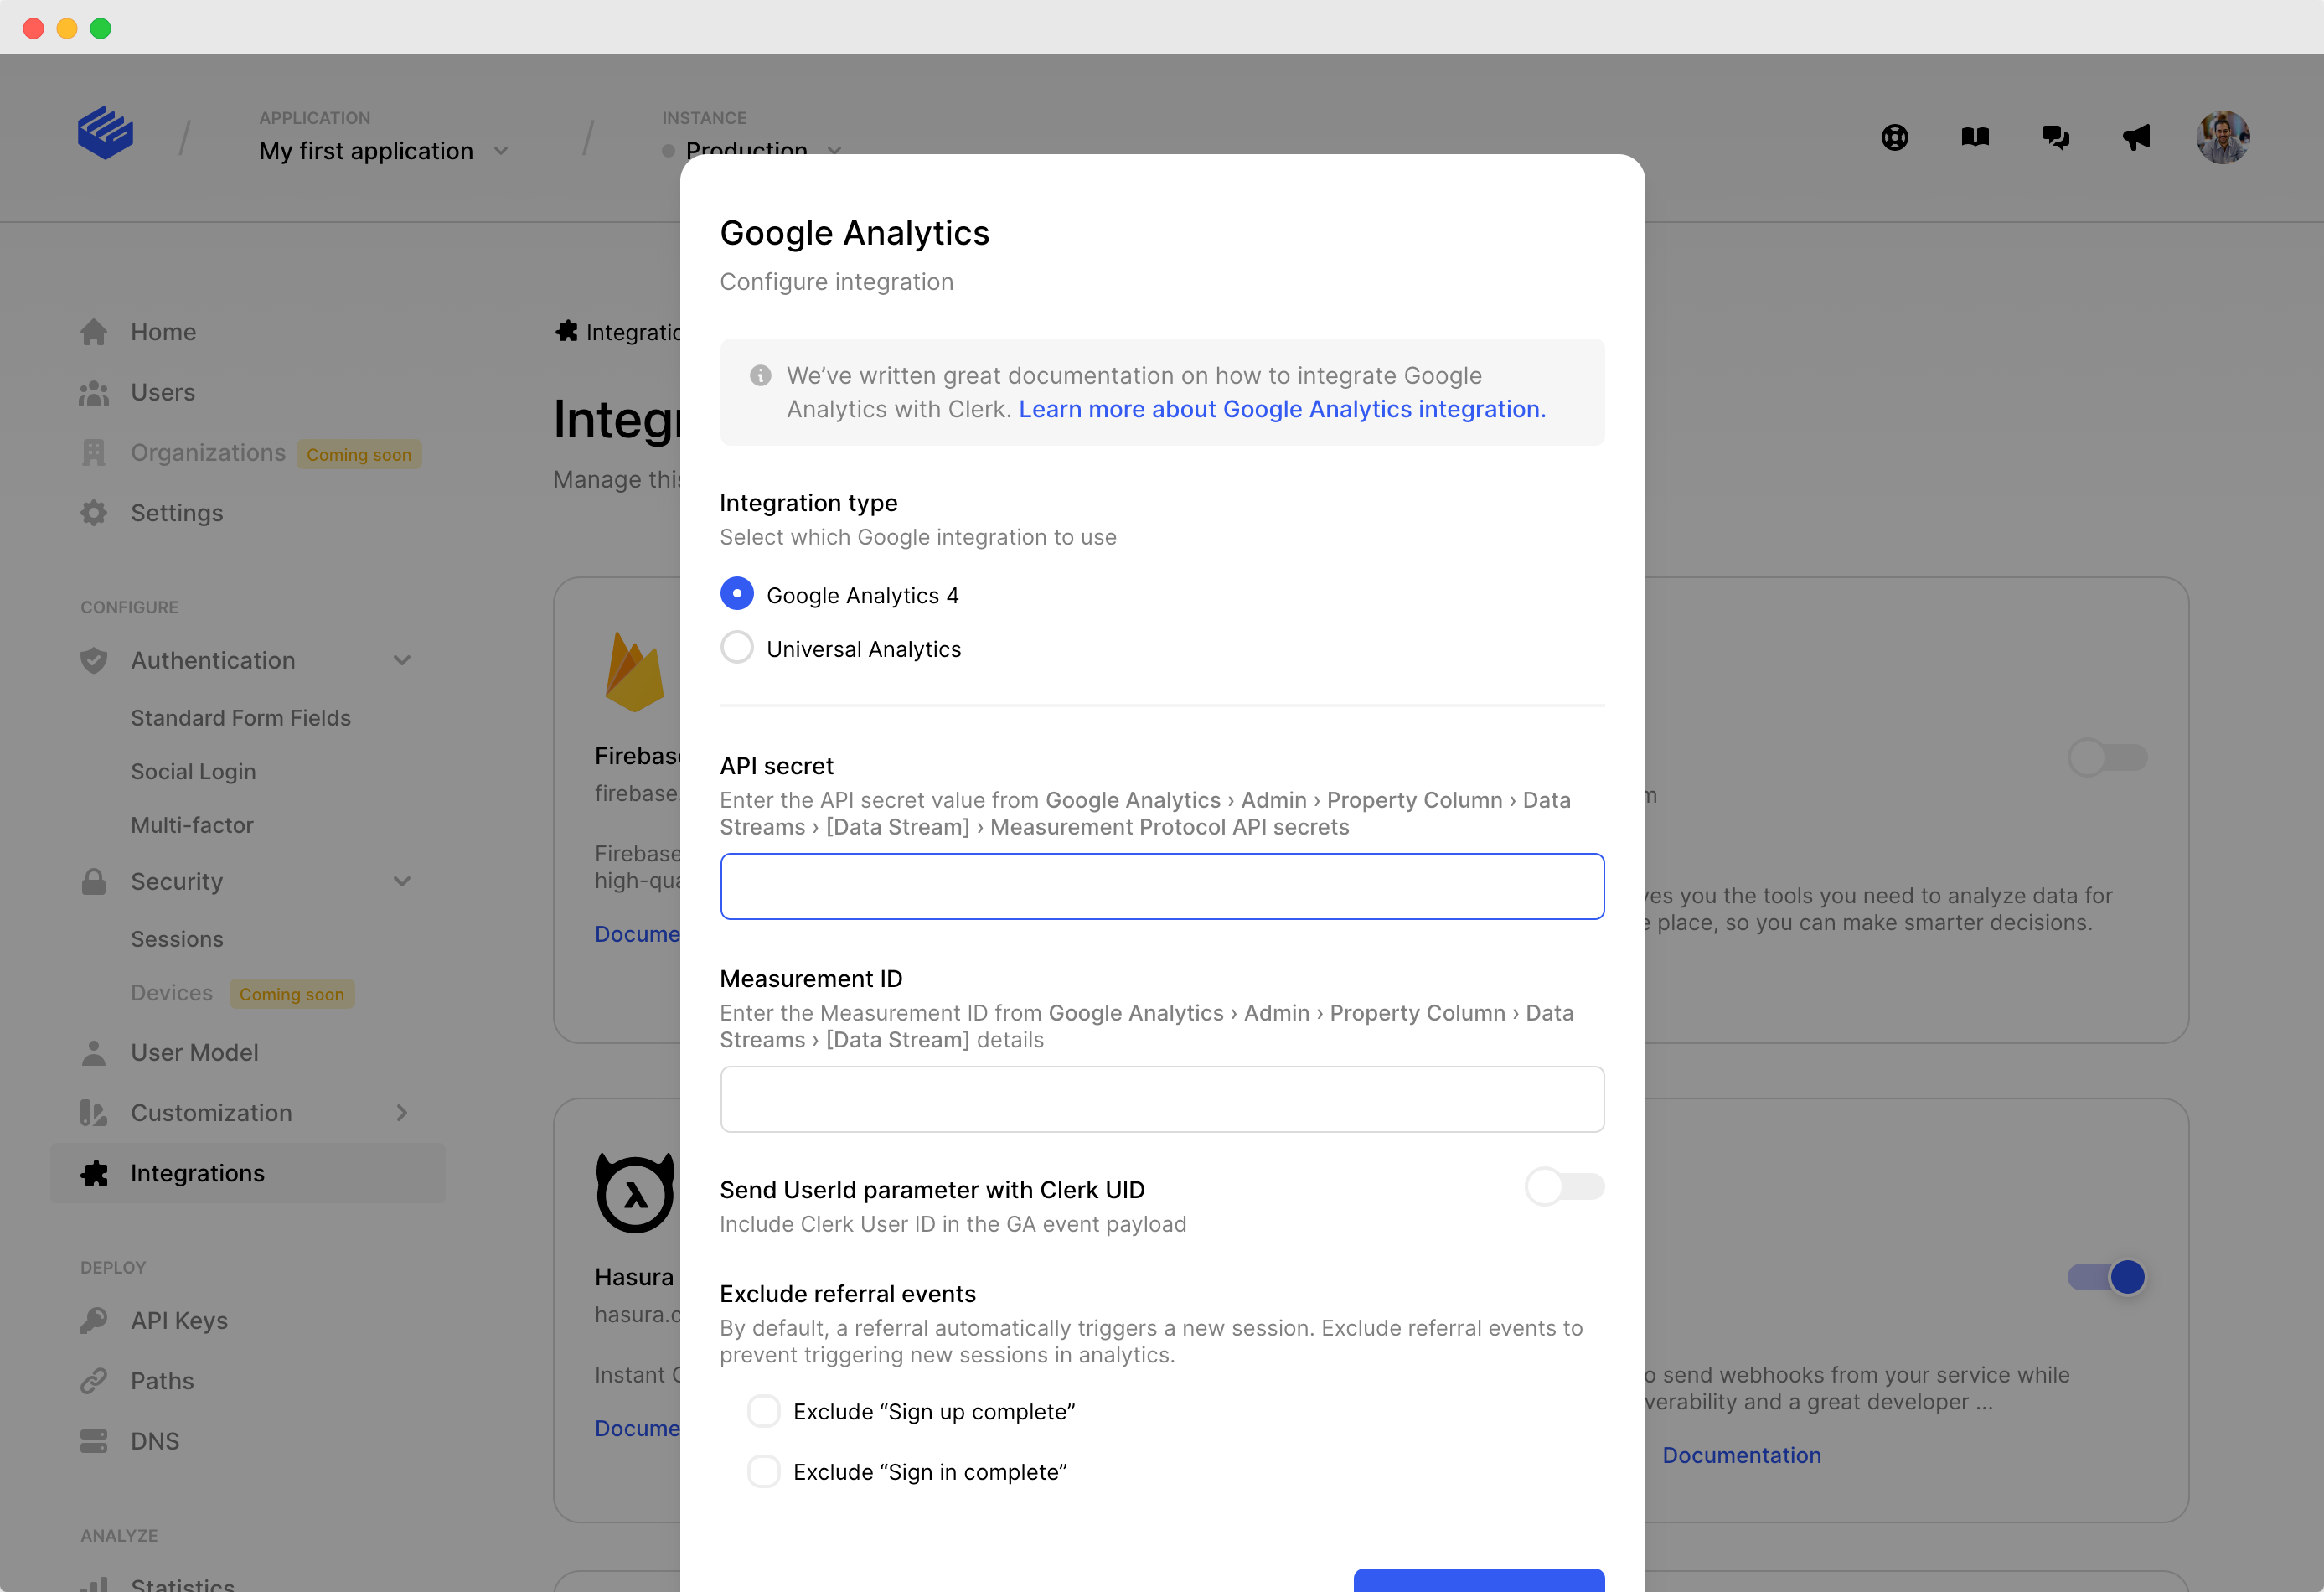 APPLICATION
My first application
INSTANCE
Production
Home
Users
Organizations Coming soon
Settings
CONFIGURE
Authentication
Standard Form Fields
Social Login
Multi-factor
Security
Sessions
Devices Coming soon
User Model
Customization
Integrations
DEPLOY
API Keys
Paths
DNS
ANALYZE
Statistics
Integratio
Integr
Manage this
Firebase
firebase
Firebase
high-qua
Docume
Hasura
hasura.c
Instant
Docume
Google Analytics
Configure integration
We’ve written great documentation on how to integrate Google
Analytics with Clerk. Learn more about Google Analytics integration.
Integration type
Select which Google integration to use
Google Analytics 4
Universal Analytics
API secret
Enter the API secret value from Google Analytics › Admin › Property Column › Data
Streams › [Data Stream] › Measurement Protocol API secrets
Measurement ID
Enter the Measurement ID from Google Analytics › Admin › Property Column › Data
Streams › [Data Stream] details
Send UserId parameter with Clerk UID
Include Clerk User ID in the GA event payload
Exclude referral events
By default, a referral automatically triggers a new session. Exclude referral events to
prevent triggering new sessions in analytics.
Exclude “Sign up complete”
Exclude “Sign in complete”
m
ves you the tools you need to analyze data for
e place, so you can make smarter decisions.
o send webhooks from your service while
verability and a great developer ...
Documentation